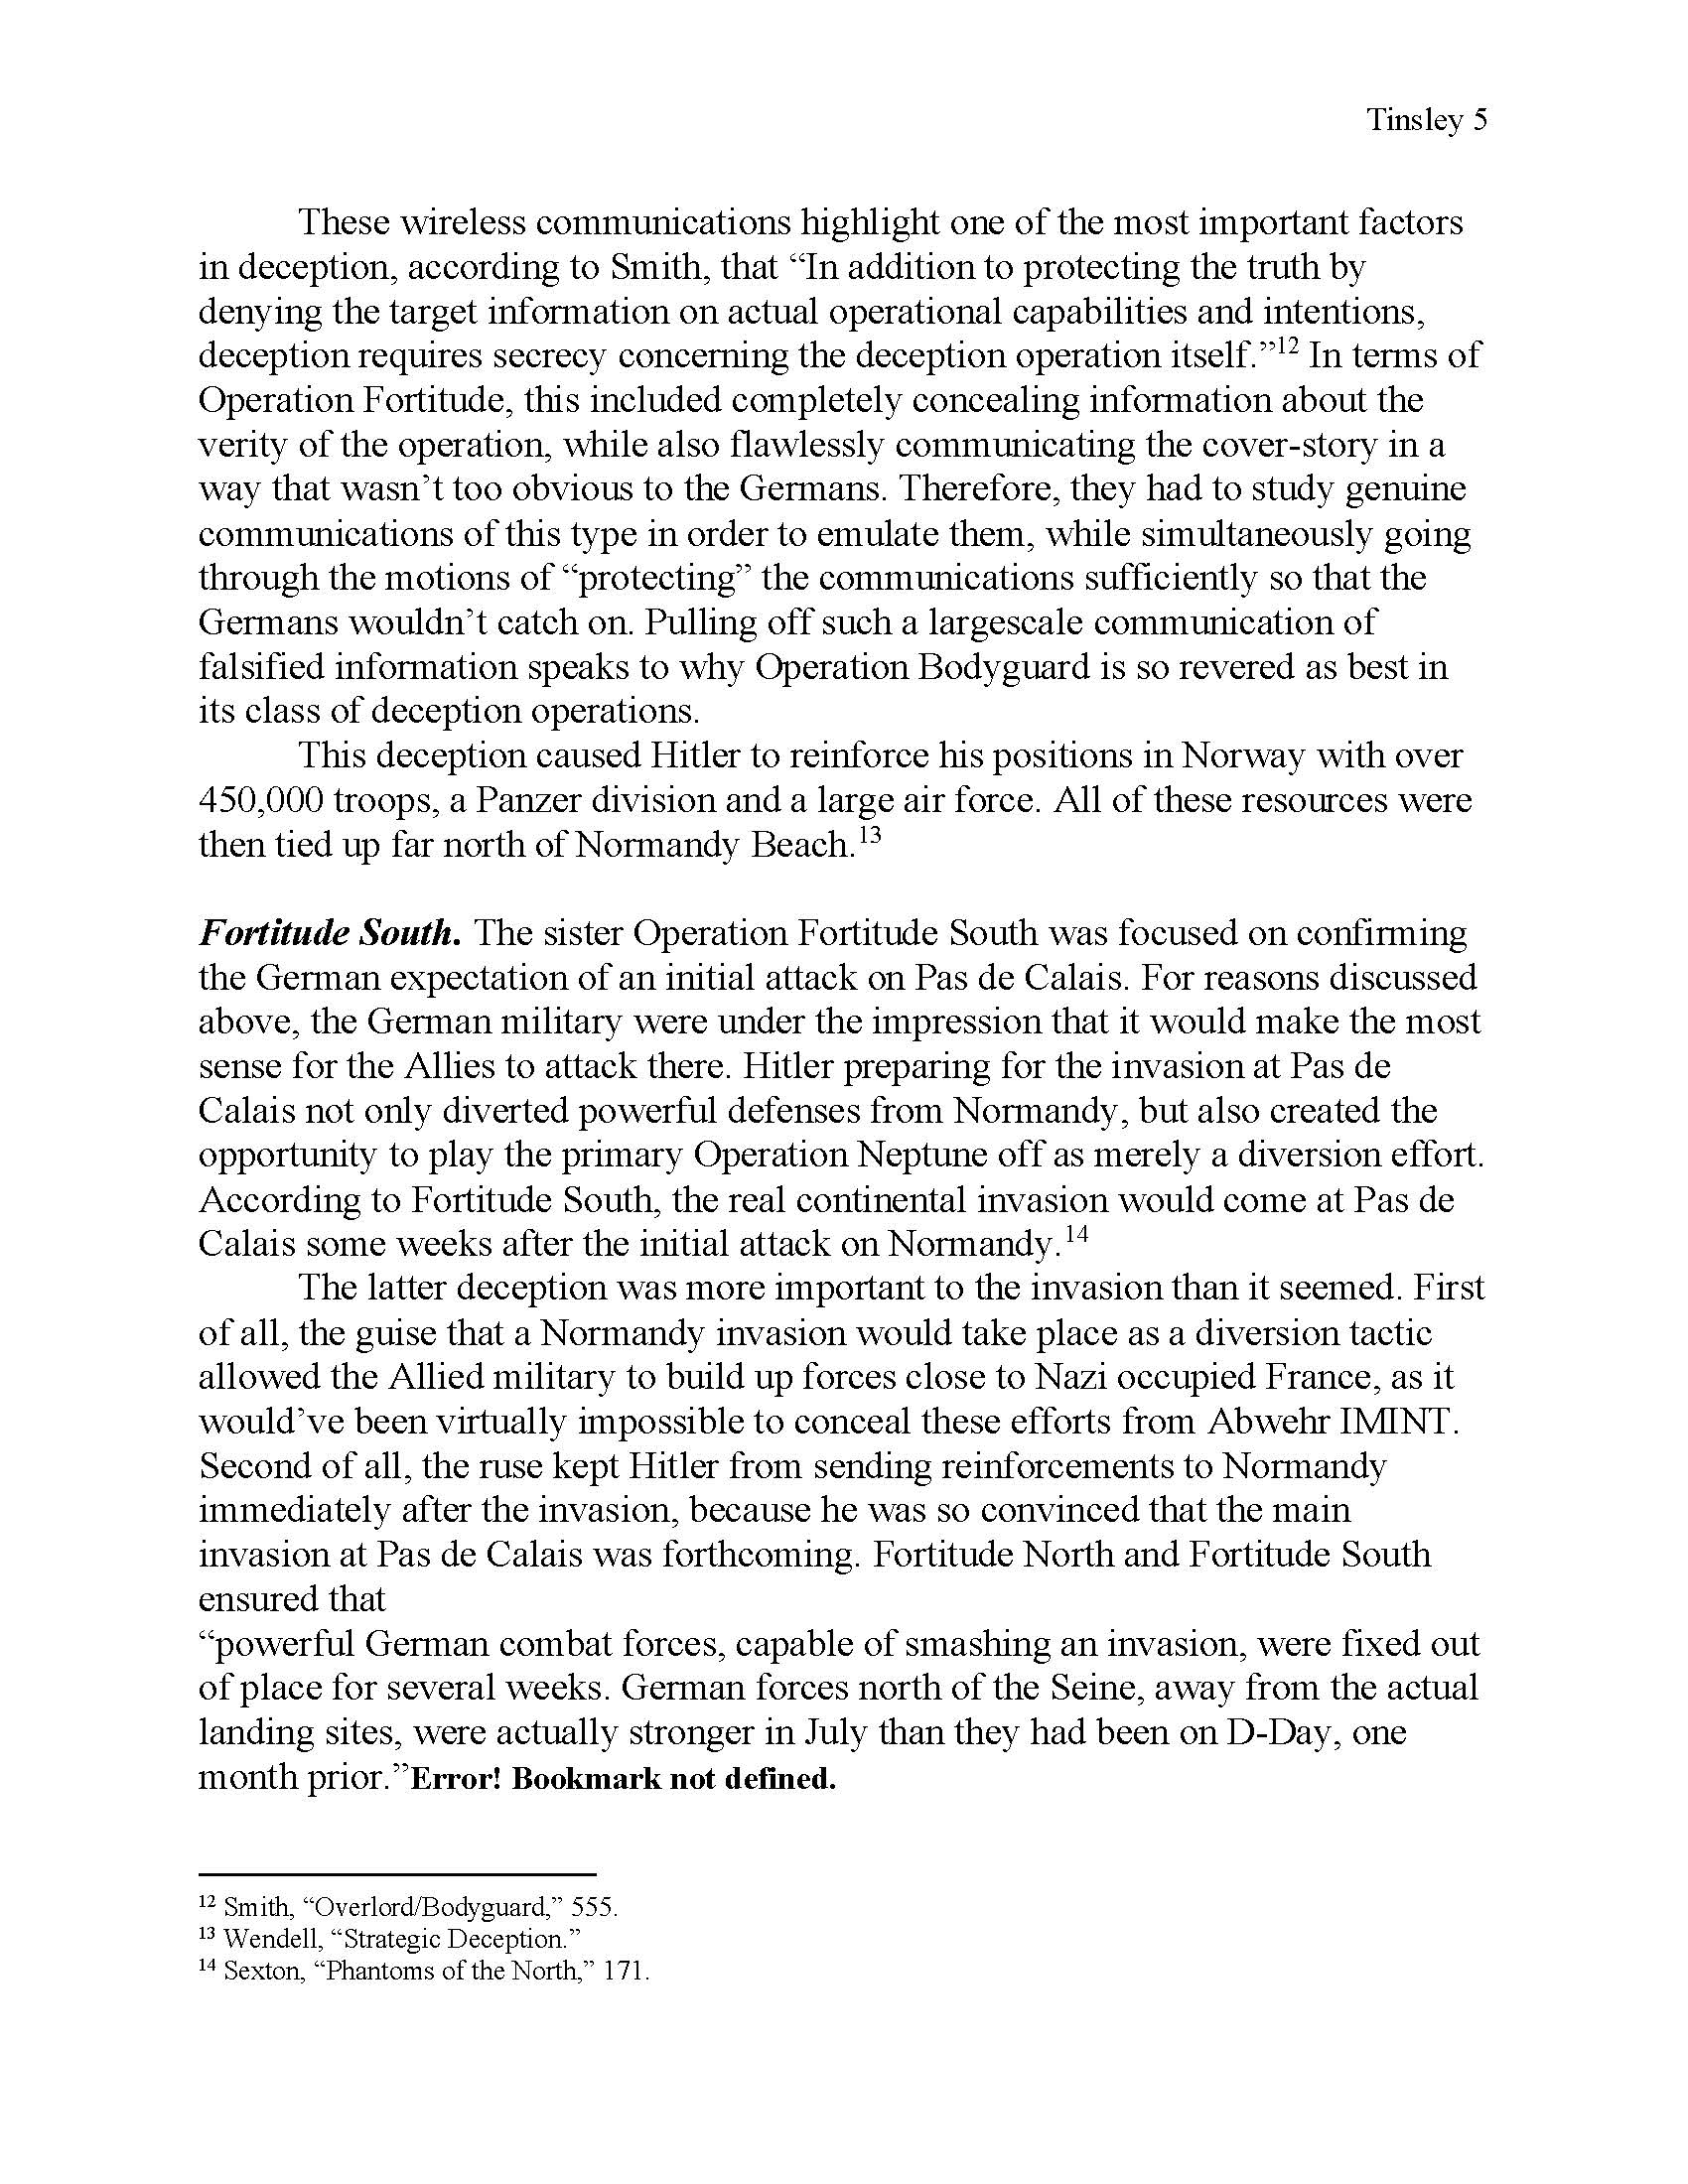 Tinsley 5
These wireless communications highlight one of the most important factors
in deception, according to Smith, that “In addition to protecting the truth by
denying the target information on actual operational capabilities and intentions,
deception requires secrecy concerning the deception operation itself.”12 In terms of
Operation Fortitude, this included completely concealing information about the
verity of the operation, while also flawlessly communicating the cover-story in a
way that wasn’t too obvious to the Germans. Therefore, they had to study genuine
communications of this type in order to emulate them, while simultaneously going
through the motions of “protecting” the communications sufficiently so that the
Germans wouldn’t catch on. Pulling off such a largescale communication of
falsified information speaks to why Operation Bodyguard is so revered as best in
its class of deception operations.
This deception caused Hitler to reinforce his positions in Norway with over
450,000 troops, a Panzer division and a large air force. All of these resources were
then tied up far north of Normandy Beach.13
Fortitude South. The sister Operation Fortitude South was focused on confirming
the German expectation of an initial attack on Pas de Calais. For reasons discussed
above, the German military were under the impression that it would make the most
sense for the Allies to attack there. Hitler preparing for the invasion at Pas de
Calais not only diverted powerful defenses from Normandy, but also created the
opportunity to play the primary Operation Neptune off as merely a diversion effort.
According to Fortitude South, the real continental invasion would come at Pas de
Calais some weeks after the initial attack on Normandy.14
The latter deception was more important to the invasion than it seemed. First
of all, the guise that a Normandy invasion would take place as a diversion tactic
allowed the Allied military to build up forces close to Nazi occupied France, as it
would’ve been virtually impossible to conceal these efforts from Abwehr IMINT.
Second of all, the ruse kept Hitler from sending reinforcements to Normandy
immediately after the invasion, because he was so convinced that the main
invasion at Pas de Calais was forthcoming. Fortitude North and Fortitude South
ensured that
“powerful German combat forces, capable of smashing an invasion, were fixed out
of place for several weeks. German forces north of the Seine, away from the actual
landing sites, were actually stronger in July than they had been on D-Day, one
month prior.”Error! Bookmark not defined.
12 Smith, “Overlord/Bodyguard,” 555.
13 Wendell, “Strategic Deception.”
14 Sexton, “Phantoms of the North,” 171.